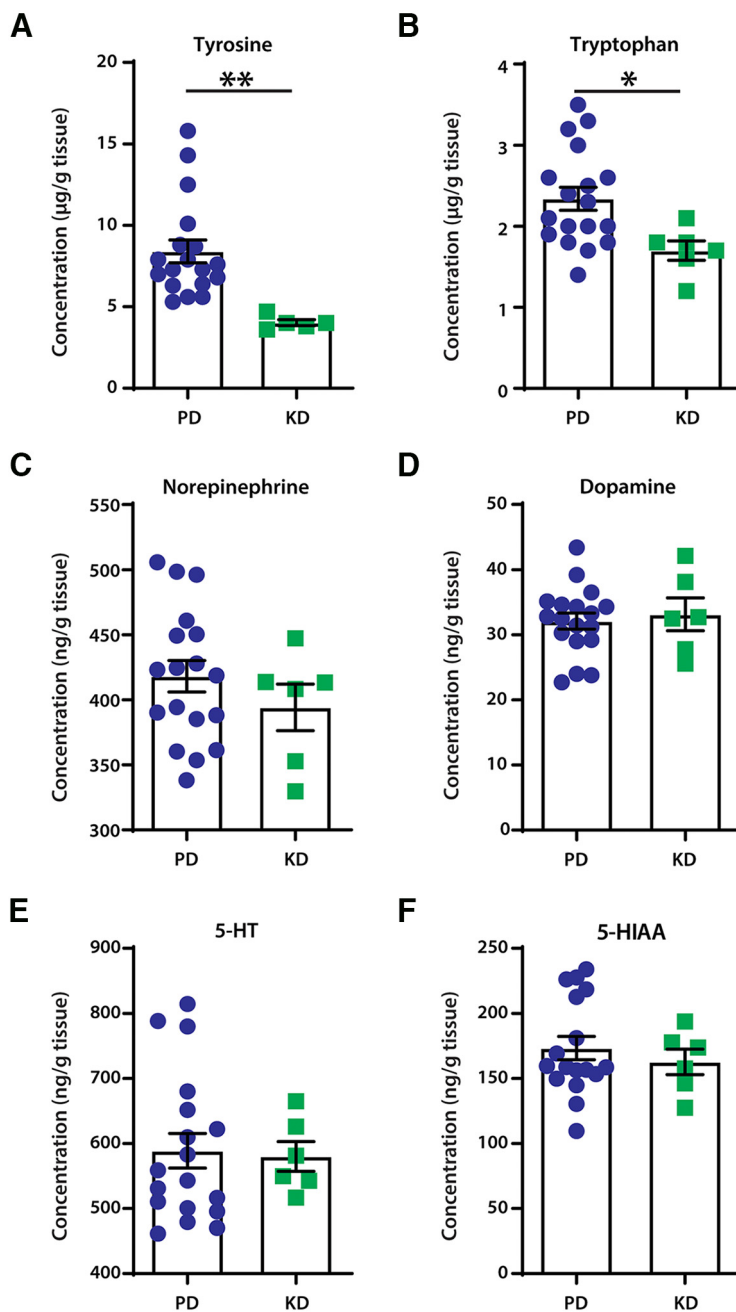 A
Tyrosine
**
Concentration (µg/g tissue)
20
15
10
5
0
PD
KD
B
Tryptophan
*
Concentration (µg/g tissue)
4
3
2
1
0
PD
KD
C
Norepinephrine
Concentration (ng/g tissue)
550
500
450
400
350
300
PD
KD
D
Dopamine
Concentration (ng/g tissue)
50
40
30
20
10
0
PD
KD
E
5-HT
Concentration (ng/g tissue)
900
800
700
600
500
400
PD
KD
F
5-HIAA
Concentration (ng/g tissue)
250
200
150
100
50
0
PD
KD